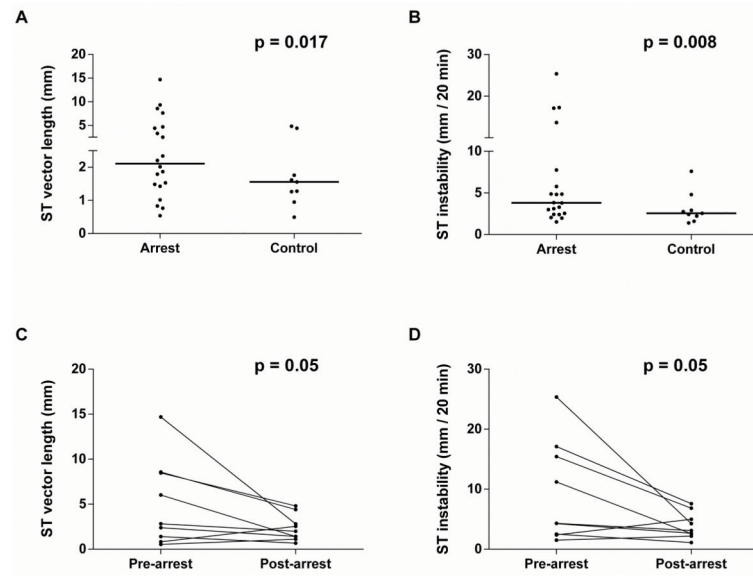 A
p = 0.017
ST vector length (mm)
20
15
10
5
2
1
0
Arrest
Control
B
p = 0.008
ST instability (mm / 20 min)
30
20
10
5
0
Arrest
Control
C
p = 0.05
ST vector length (mm)
20
15
10
5
0
Pre-arrest
Post-arrest
D
p = 0.05
ST instability (mm / 20 min)
30
20
10
0
Pre-arrest
Post-arrest